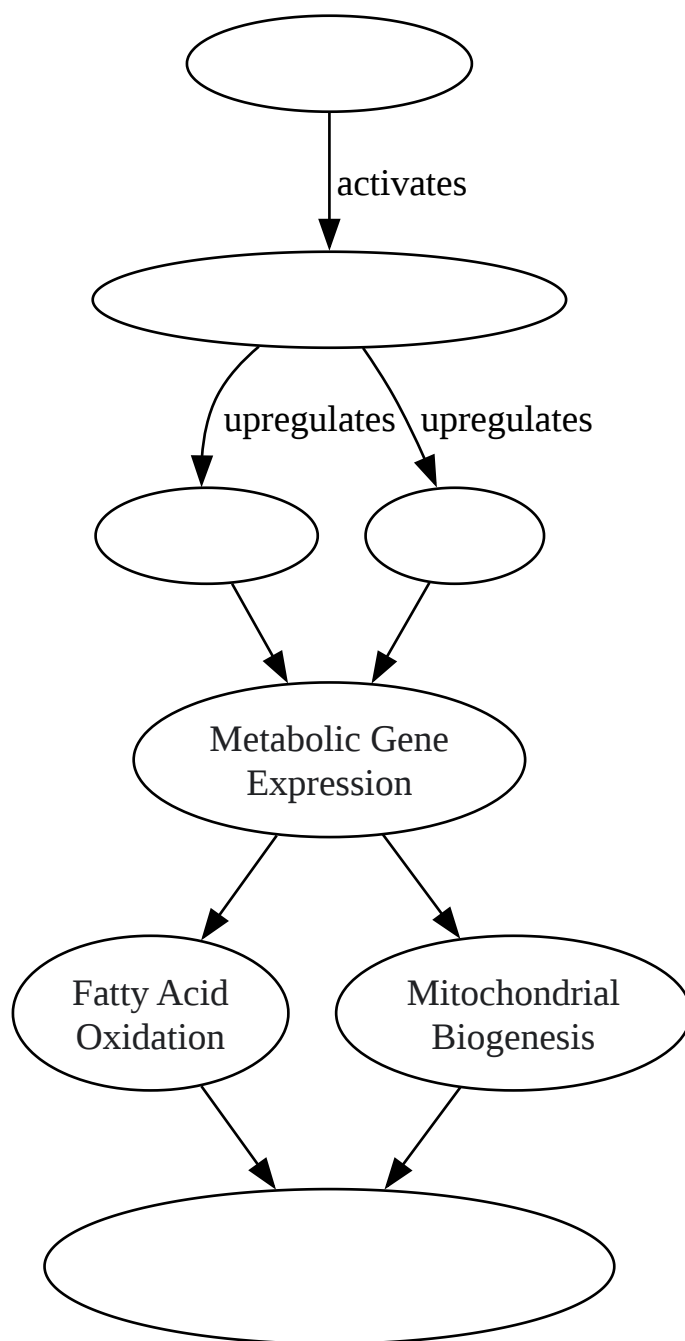 activates
upregulates
upregulates
Metabolic Gene
Expression
Fatty Acid
Oxidation
Mitochondrial
Biogenesis